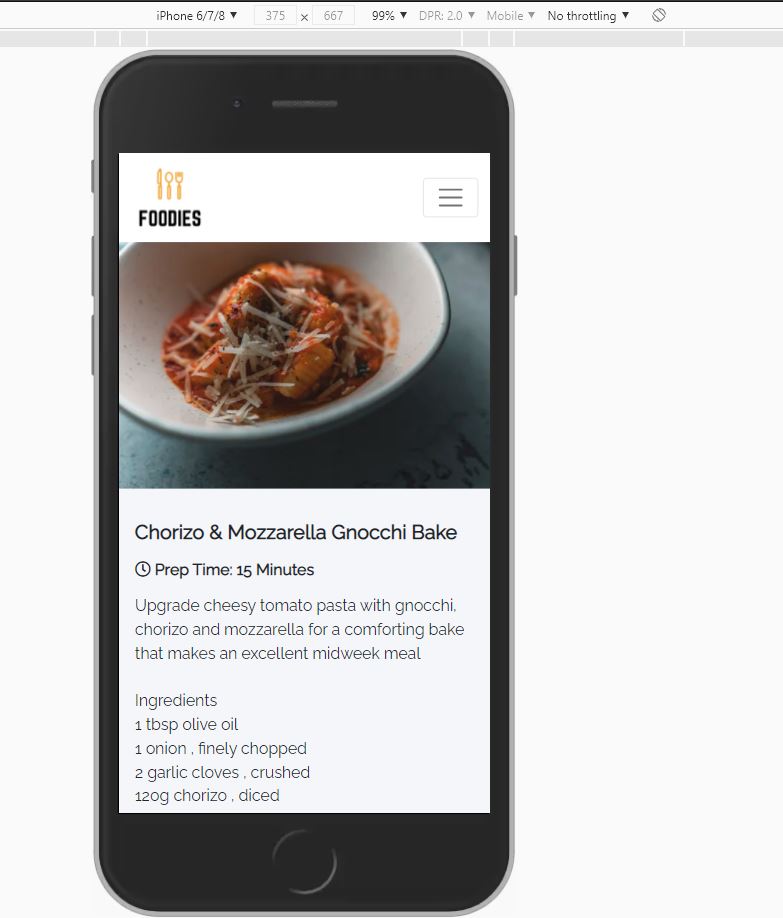 iPhone 6/7/8 ▼ 375 × 667 99% ▼ DPR: 2.0 ▼ Mobile ▼ No throttling ▼
FOODIES
Chorizo & Mozzarella Gnocchi Bake
Prep Time: 15 Minutes
Upgrade cheesy tomato pasta with gnocchi,
chorizo and mozzarella for a comforting bake
that makes an excellent midweek meal
Ingredients
1 tbsp olive oil
1 onion , finely chopped
2 garlic cloves , crushed
120g chorizo , diced